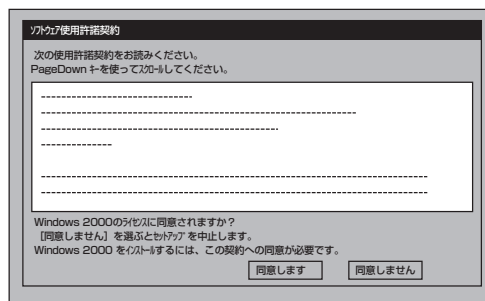 ｿﾌﾄｳｪｱ使用許諾契約
次の使用許諾契約をお読みください。
PageDown ｷｰを使ってｽｸﾛｰﾙしてください。
Windows 2000のﾗｲｾﾝｽに同意されますか？
［同意しません］を選ぶとｾｯﾄｱｯﾌﾟを中止します。
Windows 2000 をｲﾝｽﾄｰﾙするには、この契約への同意が必要です。
同意します 同意しません